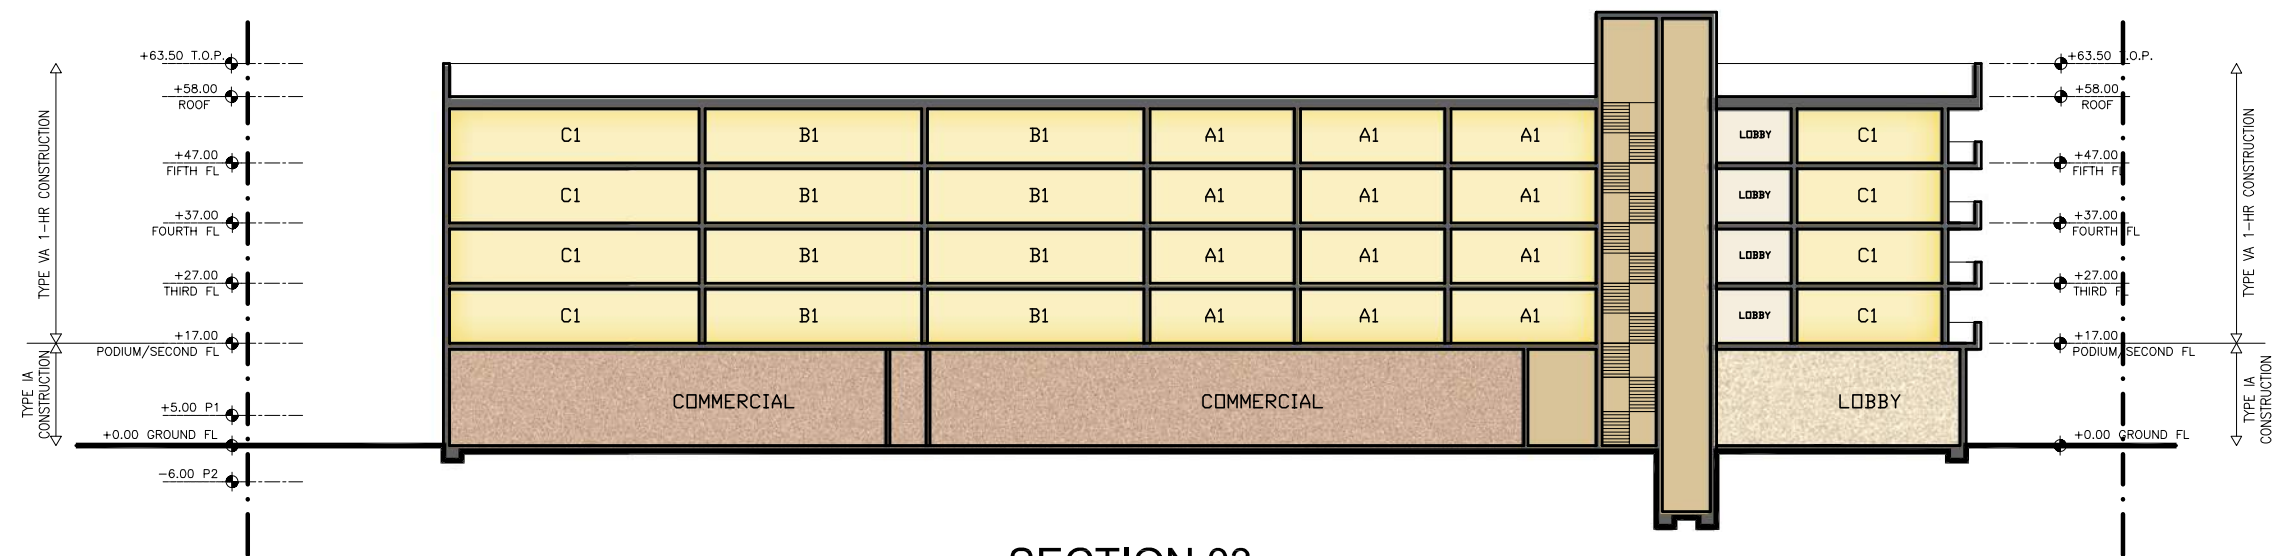 +63.50 T.O.P.
+58.00
ROOF
+47.00
FIFTH FL
+37.00
FOURTH FL
+27.00
THIRD FL
+17.00
PODIUM/SECOND FL
+5.00 P1
+0.00 GROUND FL
-6.00 P2
TYPE VA 1-HR CONSTRUCTION
TYPE IA
CONSTRUCTION
C1 B1 B1 A1 A1 A1 LOBBY C1
C1 B1 B1 A1 A1 A1 LOBBY C1
C1 B1 B1 A1 A1 A1 LOBBY C1
C1 B1 B1 A1 A1 A1 LOBBY C1
COMMERCIAL COMMERCIAL LOBBY
+63.50 T.O.P.
+58.00
ROOF
+47.00
FIFTH FL
+37.00
FOURTH FL
+27.00
THIRD FL
+17.00
PODIUM/SECOND FL
+0.00 GROUND FL
TYPE VA 1-HR CONSTRUCTION
TYPE IA
CONSTRUCTION
SECTION